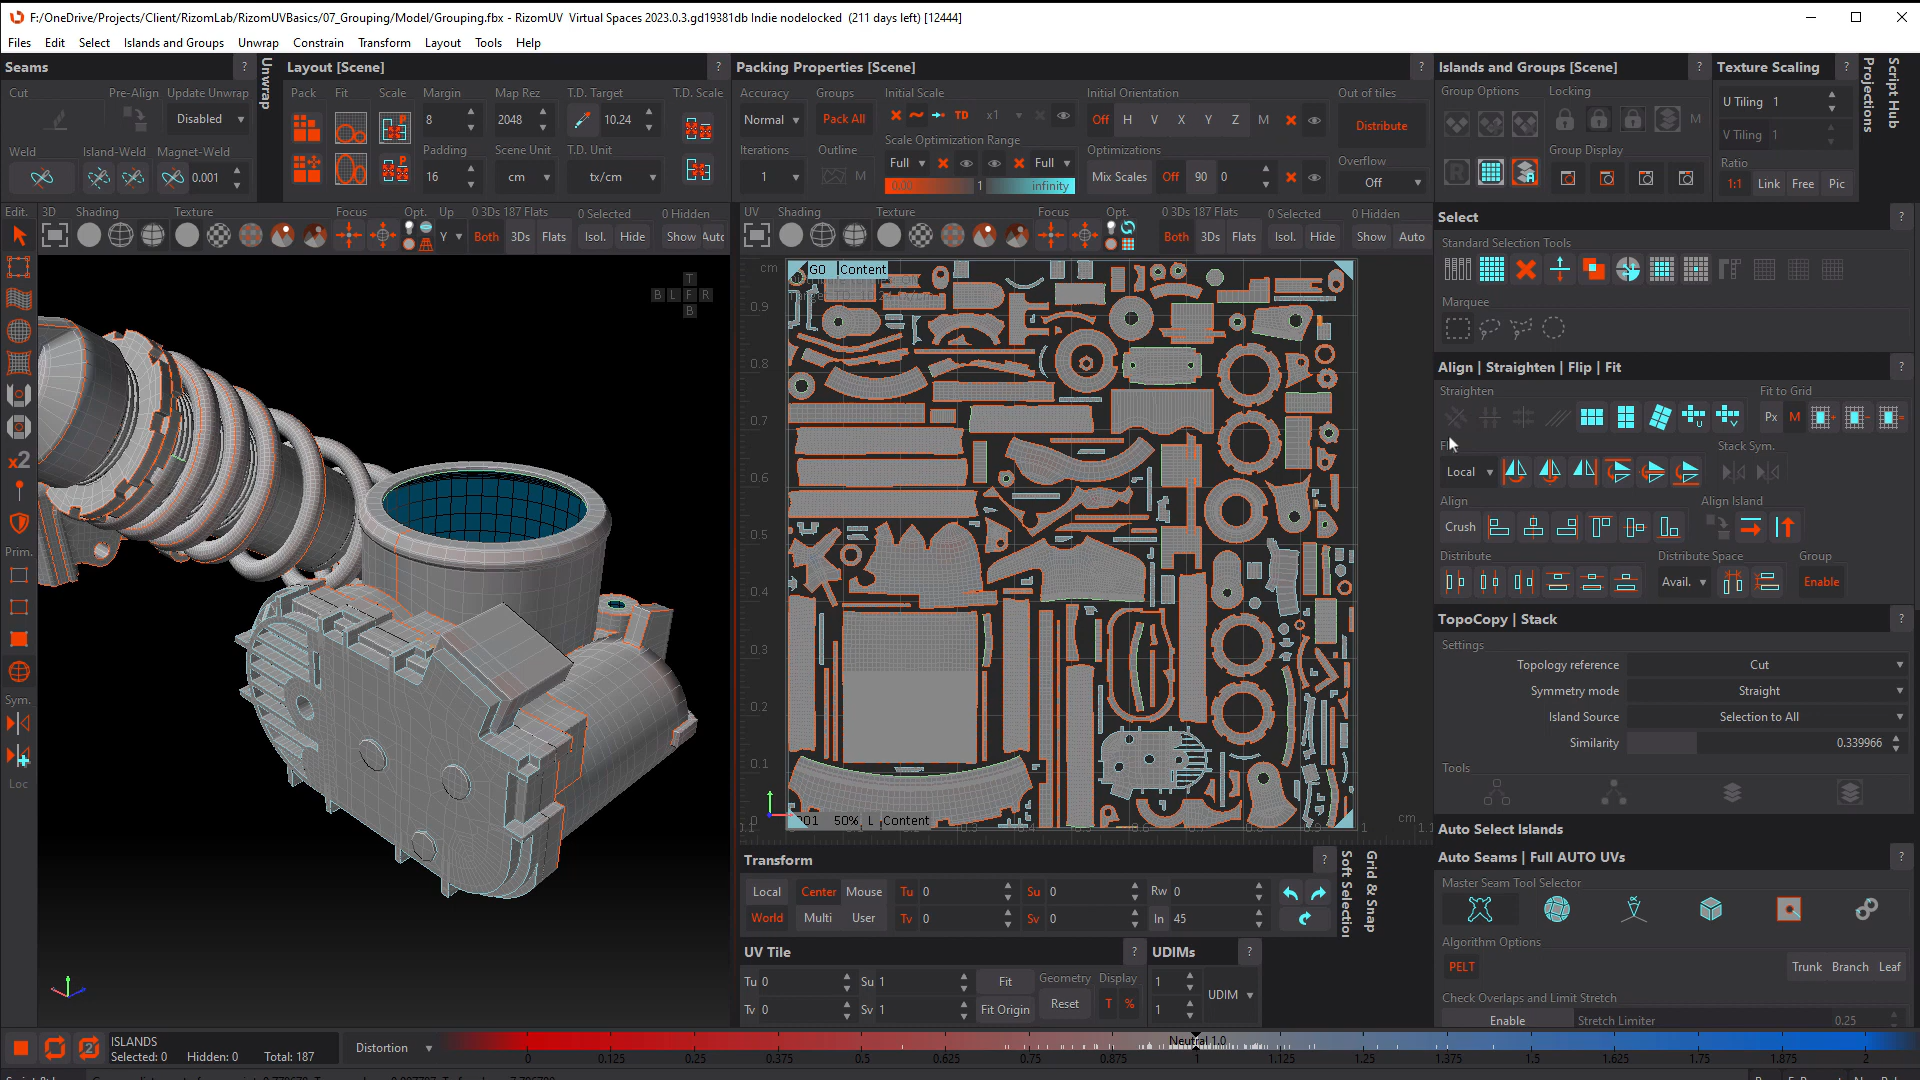 F:/OneDrive/Projects/Client/RizomLab/RizomUVBasics/07_Grouping/Model/Grouping.fbx - RizomUV Virtual Spaces 2023.0.3.gd19381db Indie nodelocked (211 days left) [12444]
Files Edit Select Islands and Groups Unwrap Constrain Transform Layout Tools Help
Seams ? Unwrap Layout [Scene] ? Packing Properties [Scene] ? Islands and Groups [Scene] ? Texture Scaling ? Projections Script Hub
Cut Pre-Align Update Unwrap Pack Fit Scale Margin Map Rez T.D. Target T.D. Scale Accuracy Groups Initial Scale Initial Orientation Out of tiles Group Options Locking
Disabled 8 2048 10.24 Normal Pack All TD x1 Off H V X Y Z M Distribute M U Tiling 1
Weld Island-Weld Magnet-Weld Padding Scene Unit T.D. Unit Iterations Outline Scale Optimization Range Optimizations Overflow Group Display V Tiling 1
0.001 16 cm tx/cm 1 M Full Full Mix Scales Off 90 0 Off R Ratio
0.00 1 infinity 1:1 Link Free Pic
Edit. 3D Shading Texture Focus Opt. Up 0 3Ds 187 Flats 0 Selected 0 Hidden
Y Both 3Ds Flats Isol. Hide Show Auto
UV Shading Texture Focus Opt. 0 3Ds 187 Flats 0 Selected 0 Hidden
Both 3Ds Flats Isol. Hide Show Auto
T
B L F R
B
x2
Prim.
Sym.
Loc
cm G0 Content
0.9
0.8
0.7
0.6
0.5
0.4
0.3
0.2
0.1
50% L Content
cm
1
Select ?
Standard Selection Tools
Marquee
Align | Straighten | Flip | Fit ?
Straighten Fit to Grid
Px M
Stack Sym.
Local
Align Align Island
Crush
Distribute Distribute Space Group
Avail. Enable
TopoCopy | Stack ?
Settings
Topology reference Cut
Symmetry mode Straight
Island Source Selection to All
Similarity 0.339966
Tools
Auto Select Islands
Auto Seams | Full AUTO UVs ?
Master Seam Tool Selector
Algorithm Options
PELT Trunk Branch Leaf
Check Overlaps and Limit Stretch
Enable Stretch Limiter 0.25
Transform ? Soft Selection Grid & Snap
Local Center Mouse Tu 0 Su 0 Rw 0
World Multi User Tv 0 Sv 0 In 45
UV Tile ? UDIMs ?
Tu 0 Su 1 Fit Geometry Display 1
Tv 0 Sv 1 Fit Origin Reset T % 1 UDIM
ISLANDS
Selected: 0 Hidden: 0 Total: 187
Distortion
Neutral 1.0
0 0.125 0.25 0.375 0.5 0.625 0.75 0.875 1 1.125 1.25 1.375 1.5 1.625 1.75 1.875 2